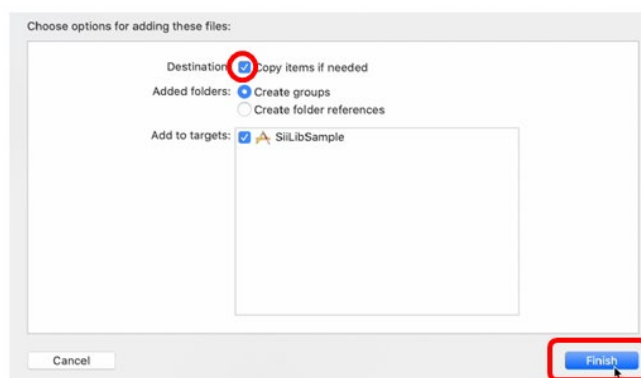 Choose options for adding these files:
Destination: Copy items if needed
Added folders: Create groups
Create folder references
Add to targets: SiiLibSample
Cancel
Finish